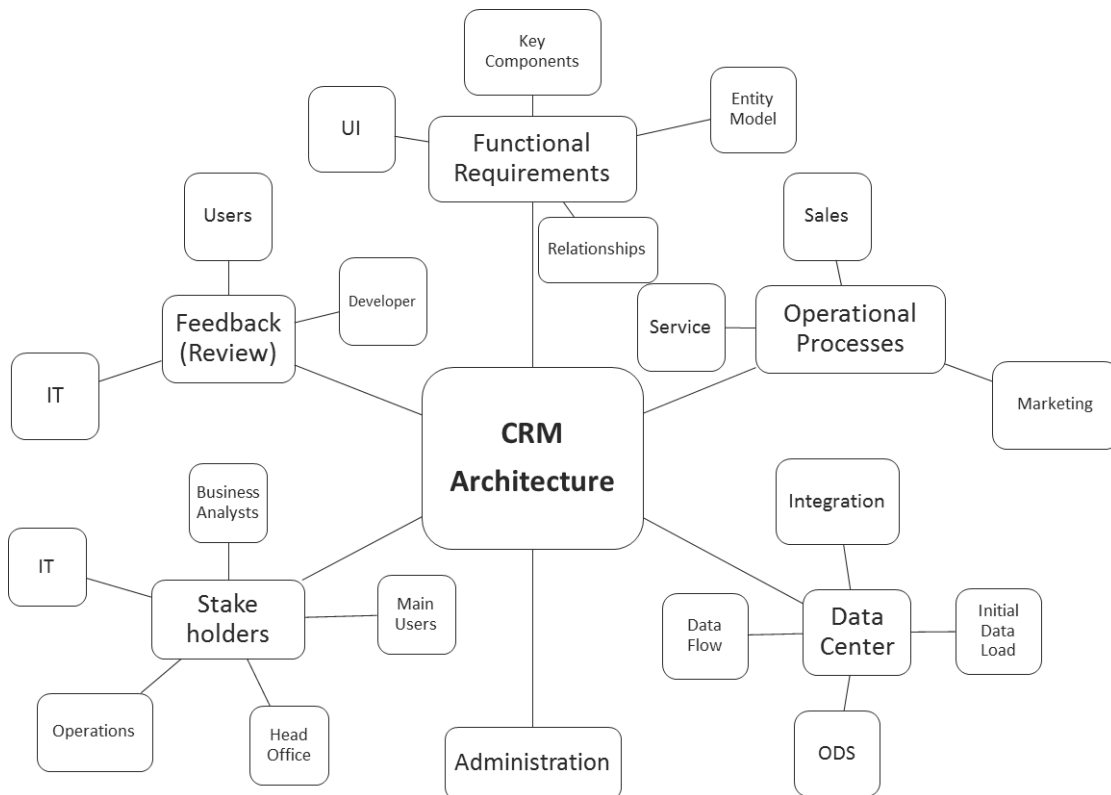 Key
Components
UI
Functional
Requirements
Entity
Model
Relationships
Users
Developer
Feedback
(Review)
IT
Sales
Service
Operational
Processes
Marketing
CRM
Architecture
Business
Analysts
IT
Stake
holders
Main
Users
Operations
Head
Office
Administration
Integration
Data
Flow
Data
Center
Initial
Data
Load
ODS